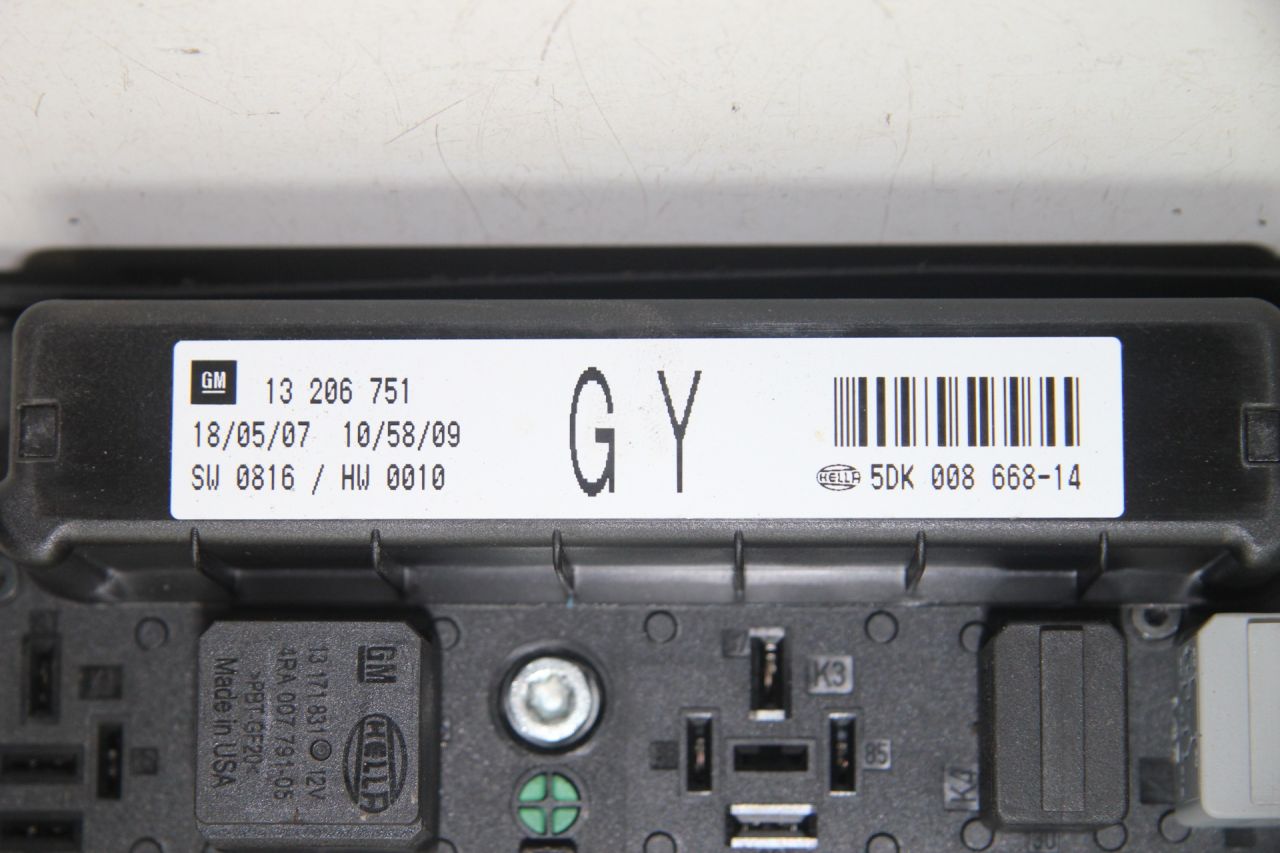 GM 13 206 751
18/05/07 10/58/09
SW 0816 / HW 0010
G Y
HELLA 5DK 008 668-14
GM
13 171 831 12V
4RA 007 791-05
>PBT-GF20<
Made in USA
HELLA
K3
85
K4